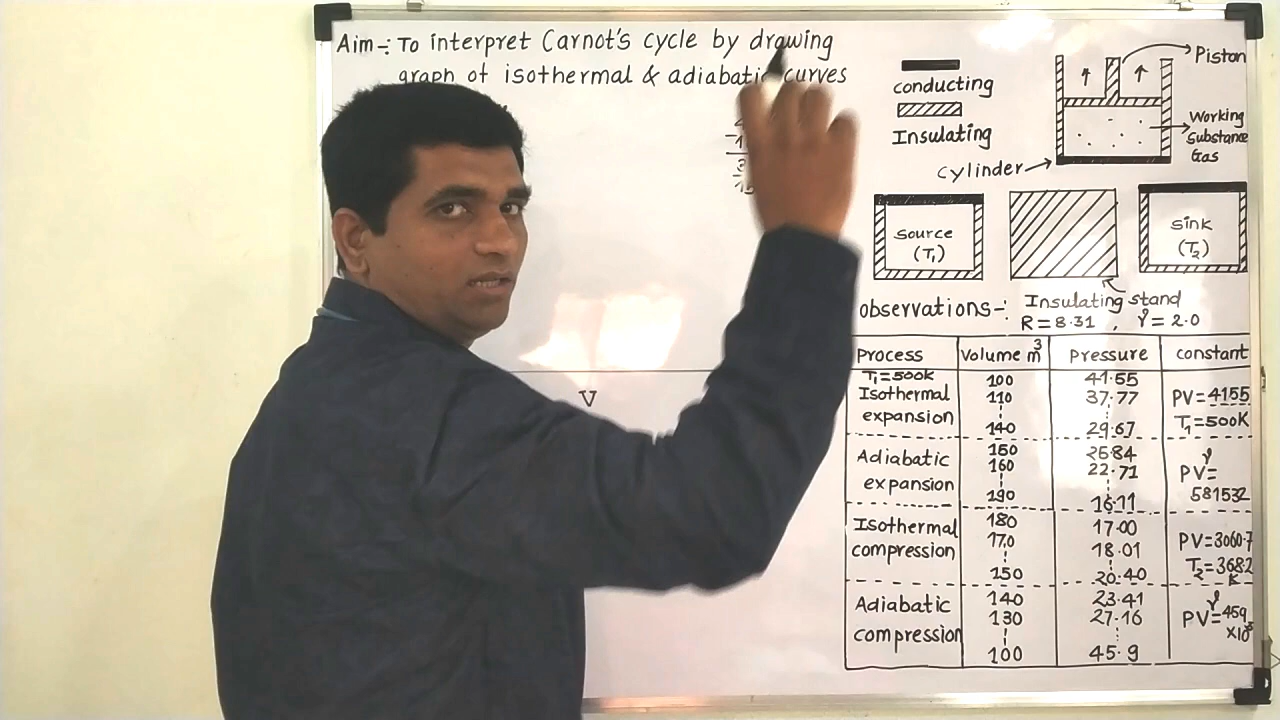 Aim :- To interpret Carnot's cycle by drawing
graph of isothermal & adiabatic curves
Piston
conducting
Insulating
Working
Substance
Gas
cylinder
source
(T₁)
sink
(T₂)
Insulating stand
observations :-
R = 8.31 , γ = 2.0
Process Volume m³ Pressure constant
T₁=500K 100 41.55
Isothermal 110 37.77 PV=4155
expansion 140 29.67 T₁=500K
Adiabatic 150 25.84
expansion 160 22.71 PV^γ=
190 16.11 581532
Isothermal 180 17.00
compression 170 18.01 PV=3060.7
150 20.40 T₂=368.2
K
Adiabatic 140 23.41
compression 130 27.16 PV^γ=459
100 45.9
V